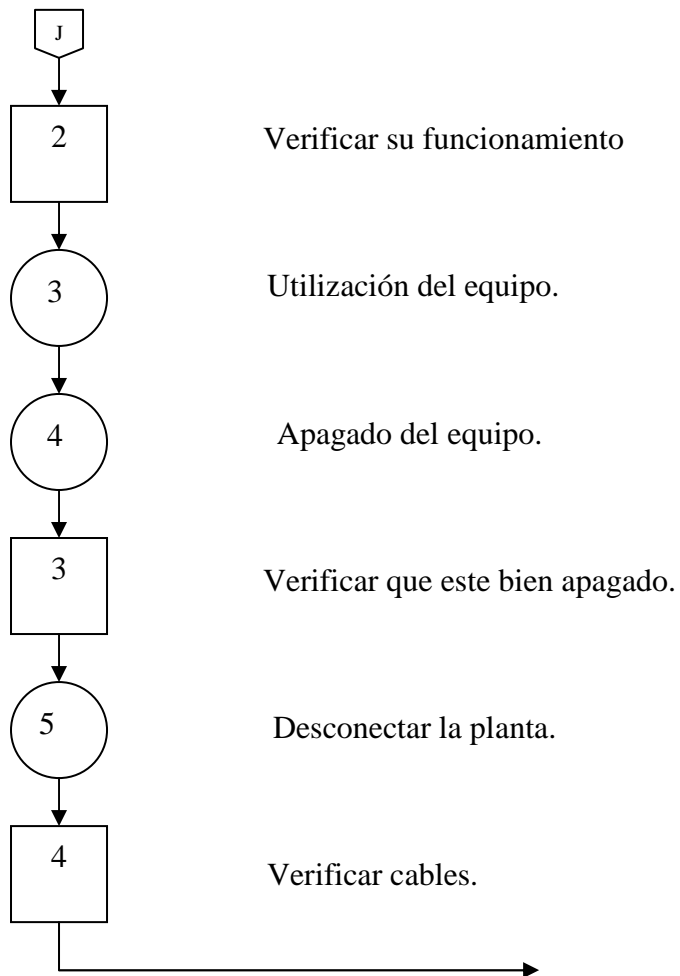 J
2 Verificar su funcionamiento
3 Utilización del equipo.
4 Apagado del equipo.
3 Verificar que este bien apagado.
5 Desconectar la planta.
4 Verificar cables.